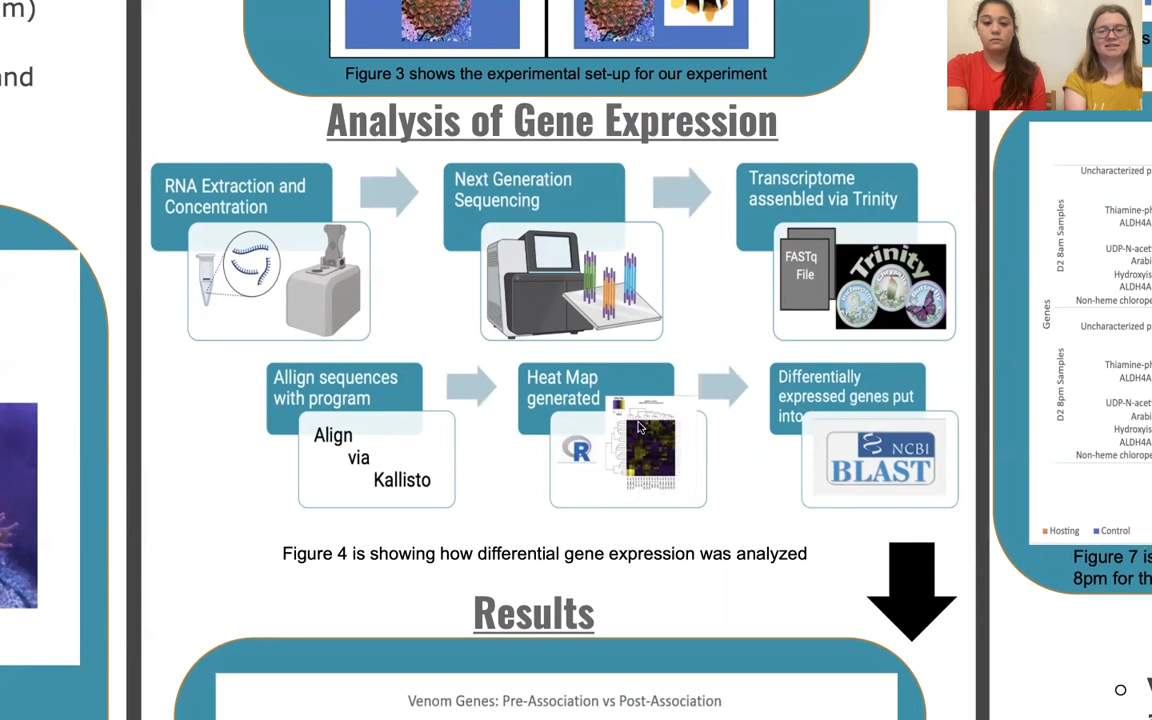 m)
and
Figure 3 shows the experimental set-up for our experiment
Analysis of Gene Expression
RNA Extraction and
Concentration
Next Generation
Sequencing
Transcriptome
asenbled via Trinity
FASTq
File
Trinity
Inchworm
Chrysalis
Butterfly
Allign sequences
with program
Align
via
Kallisto
Heat Map
generated
R
Differentially
expressed genes put
into
NCBI
BLAST
Figure 4 is showing how differential gene expression was analyzed
Results
Venom Genes: Pre-Association vs Post-Association
Uncharacterized p
Thiamine-ph
ALDH4A
UDP-N-acet
Arabi
Hydroxyis
ALDH4A
Non-heme chlorope
D2 8am Samples
Genes
Uncharacterized p
Thiamine-ph
ALDH4A
UDP-N-acet
Arabi
Hydroxyis
ALDH4A
Non-heme chlorope
D2 8pm Samples
Hosting
Control
Figure 7 is
8pm for th